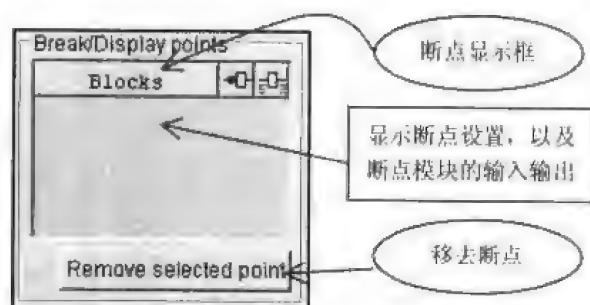 Break/Display points
Blocks
断点显示框
显示断点设置，以及
断点模块的输入输出
Remove selected point
移去断点